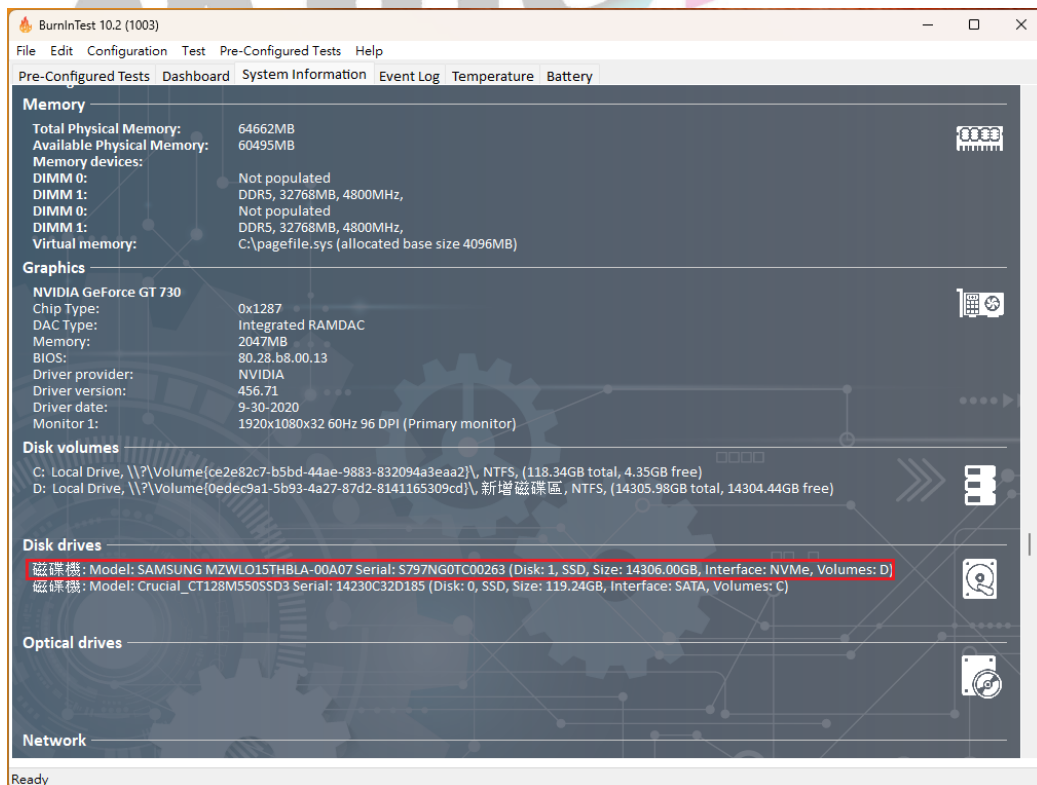 BurnInTest 10.2 (1003)
File Edit Configuration Test Pre-Configured Tests Help
Pre-Configured Tests Dashboard System Information Event Log Temperature Battery
Memory
Total Physical Memory: 64662MB
Available Physical Memory: 60495MB
Memory devices:
DIMM 0: Not populated
DIMM 1: DDR5, 32768MB, 4800MHz,
DIMM 0: Not populated
DIMM 1: DDR5, 32768MB, 4800MHz,
Virtual memory: C:\pagefile.sys (allocated base size 4096MB)
Graphics
NVIDIA GeForce GT 730
Chip Type: 0x1287
DAC Type: Integrated RAMDAC
Memory: 2047MB
BIOS: 80.28.b8.00.13
Driver provider: NVIDIA
Driver version: 456.71
Driver date: 9-30-2020
Monitor 1: 1920x1080x32 60Hz 96 DPI (Primary monitor)
Disk volumes
C: Local Drive, \\?\Volume{ce2e82c7-b5bd-44ae-9883-832094a3eaa2}\, NTFS, (118.34GB total, 4.35GB free)
D: Local Drive, \\?\Volume{0edec9a1-5b93-4a27-87d2-8141165309cd}\, 新增磁碟區, NTFS, (14305.98GB total, 14304.44GB free)
Disk drives
磁碟機: Model: SAMSUNG MZWLO15THBLA-00A07 Serial: S797NG0TC00263 (Disk: 1, SSD, Size: 14306.00GB, Interface: NVMe, Volumes: D)
磁碟機: Model: Crucial_CT128M550SSD3 Serial: 14230C32D185 (Disk: 0, SSD, Size: 119.24GB, Interface: SATA, Volumes: C)
Optical drives
Network
Ready